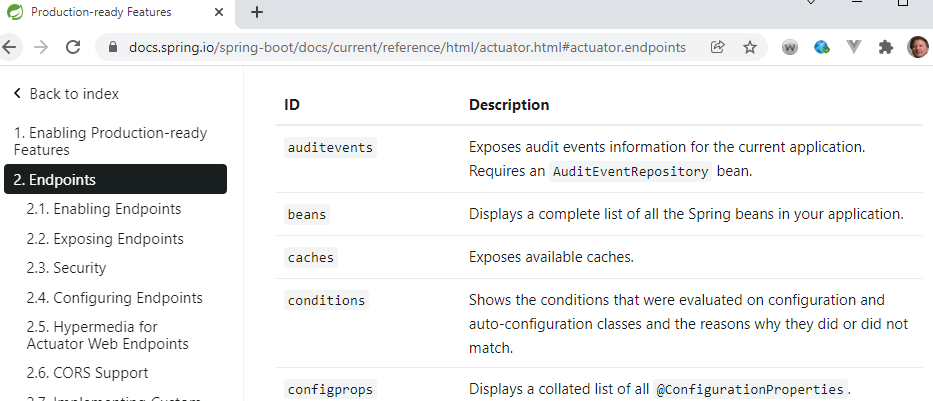 Production-ready Features
docs.spring.io/spring-boot/docs/current/reference/html/actuator.html#actuator.endpoints
Back to index
1. Enabling Production-ready
Features
2. Endpoints
2.1. Enabling Endpoints
2.2. Exposing Endpoints
2.3. Security
2.4. Configuring Endpoints
2.5. Hypermedia for
Actuator Web Endpoints
2.6. CORS Support
2.7. Implementing Custom
ID Description
auditevents Exposes audit events information for the current application.
Requires an AuditEventRepository bean.
beans Displays a complete list of all the Spring beans in your application.
caches Exposes available caches.
conditions Shows the conditions that were evaluated on configuration and
auto-configuration classes and the reasons why they did or did not
match.
configprops Displays a collated list of all @ConfigurationProperties.